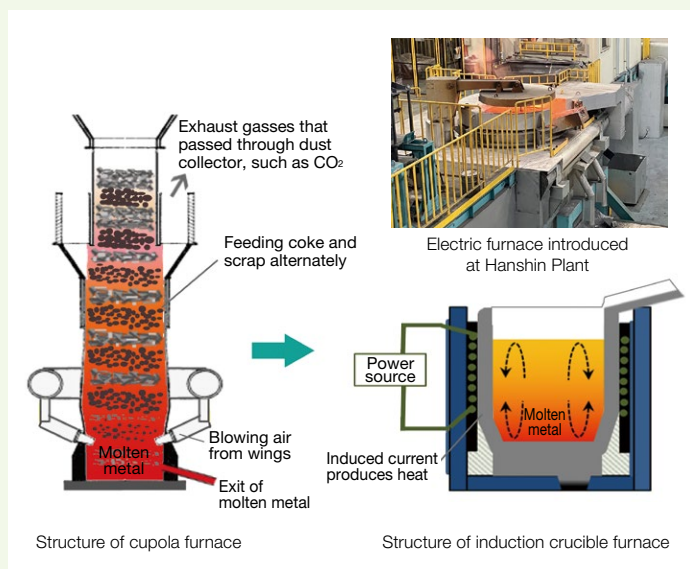 Exhaust gasses that
passed through dust
collector, such as CO₂
Feeding coke and
scrap alternately
Blowing air
from wings
Molten
metal
Exit of
molten metal
Structure of cupola furnace
Electric furnace introduced
at Hanshin Plant
Power
source
Molten
metal
Induced current
produces heat
Structure of induction crucible furnace